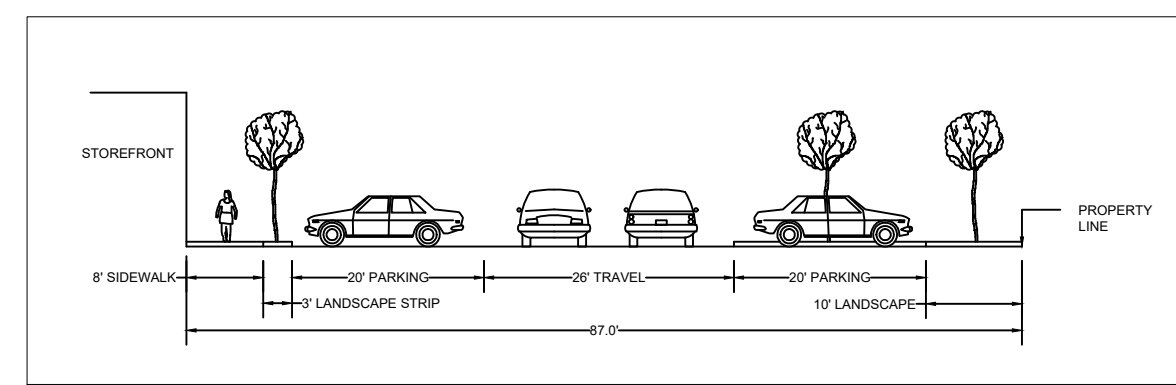 STOREFRONT
PROPERTY
LINE
8' SIDEWALK
20' PARKING
26' TRAVEL
20' PARKING
3' LANDSCAPE STRIP
10' LANDSCAPE
87.0'